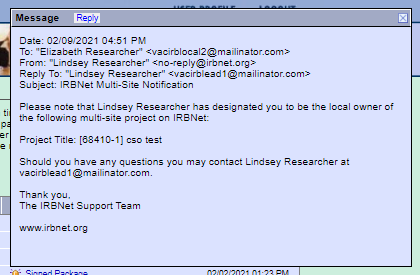 Message Reply
Date: 02/09/2021 04:51 PM
To: "Elizabeth Researcher" <vacirblocal2@mailinator.com>
From: "Lindsey Researcher" <no-reply@irbnet.org>
Reply To: "Lindsey Researcher" <vacirblead1@mailinator.com>
Subject: IRBNet Multi-Site Notification
Please note that Lindsey Researcher has designated you to be the local owner of
the following multi-site project on IRBNet:
Project Title: [68410-1] cso test
Should you have any questions you may contact Lindsey Researcher at
vacirblead1@mailinator.com.
Thank you,
The IRBNet Support Team
www.irbnet.org
Signed Package 02/02/2021 01:23 PM